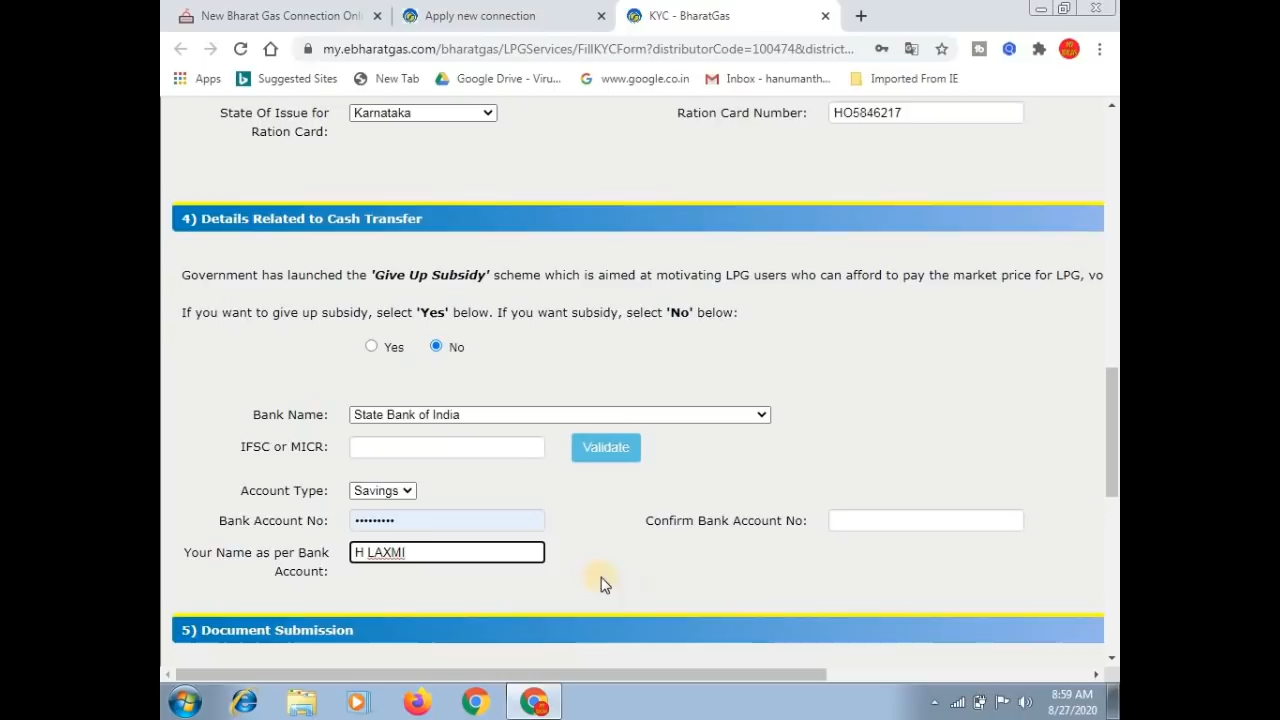 New Bharat Gas Connection Onl
Apply new connection
KYC - BharatGas
my.ebharatgas.com/bharatgas/LPGServices/FillKYCForm?distributorCode=100474&district...
Apps
Suggested Sites
New Tab
Google Drive - Viru...
www.google.co.in
Inbox - hanumanth...
Imported From IE
State Of Issue for
Ration Card:
Karnataka
Ration Card Number:
HO5846217
4) Details Related to Cash Transfer
Government has launched the 'Give Up Subsidy' scheme which is aimed at motivating LPG users who can afford to pay the market price for LPG, vo
If you want to give up subsidy, select 'Yes' below. If you want subsidy, select 'No' below:
Yes
No
Bank Name:
State Bank of India
IFSC or MICR:
Validate
Account Type:
Savings
Bank Account No:
•••••••••
Confirm Bank Account No:
Your Name as per Bank
Account:
H LAXMI
5) Document Submission
8:59 AM
8/27/2020